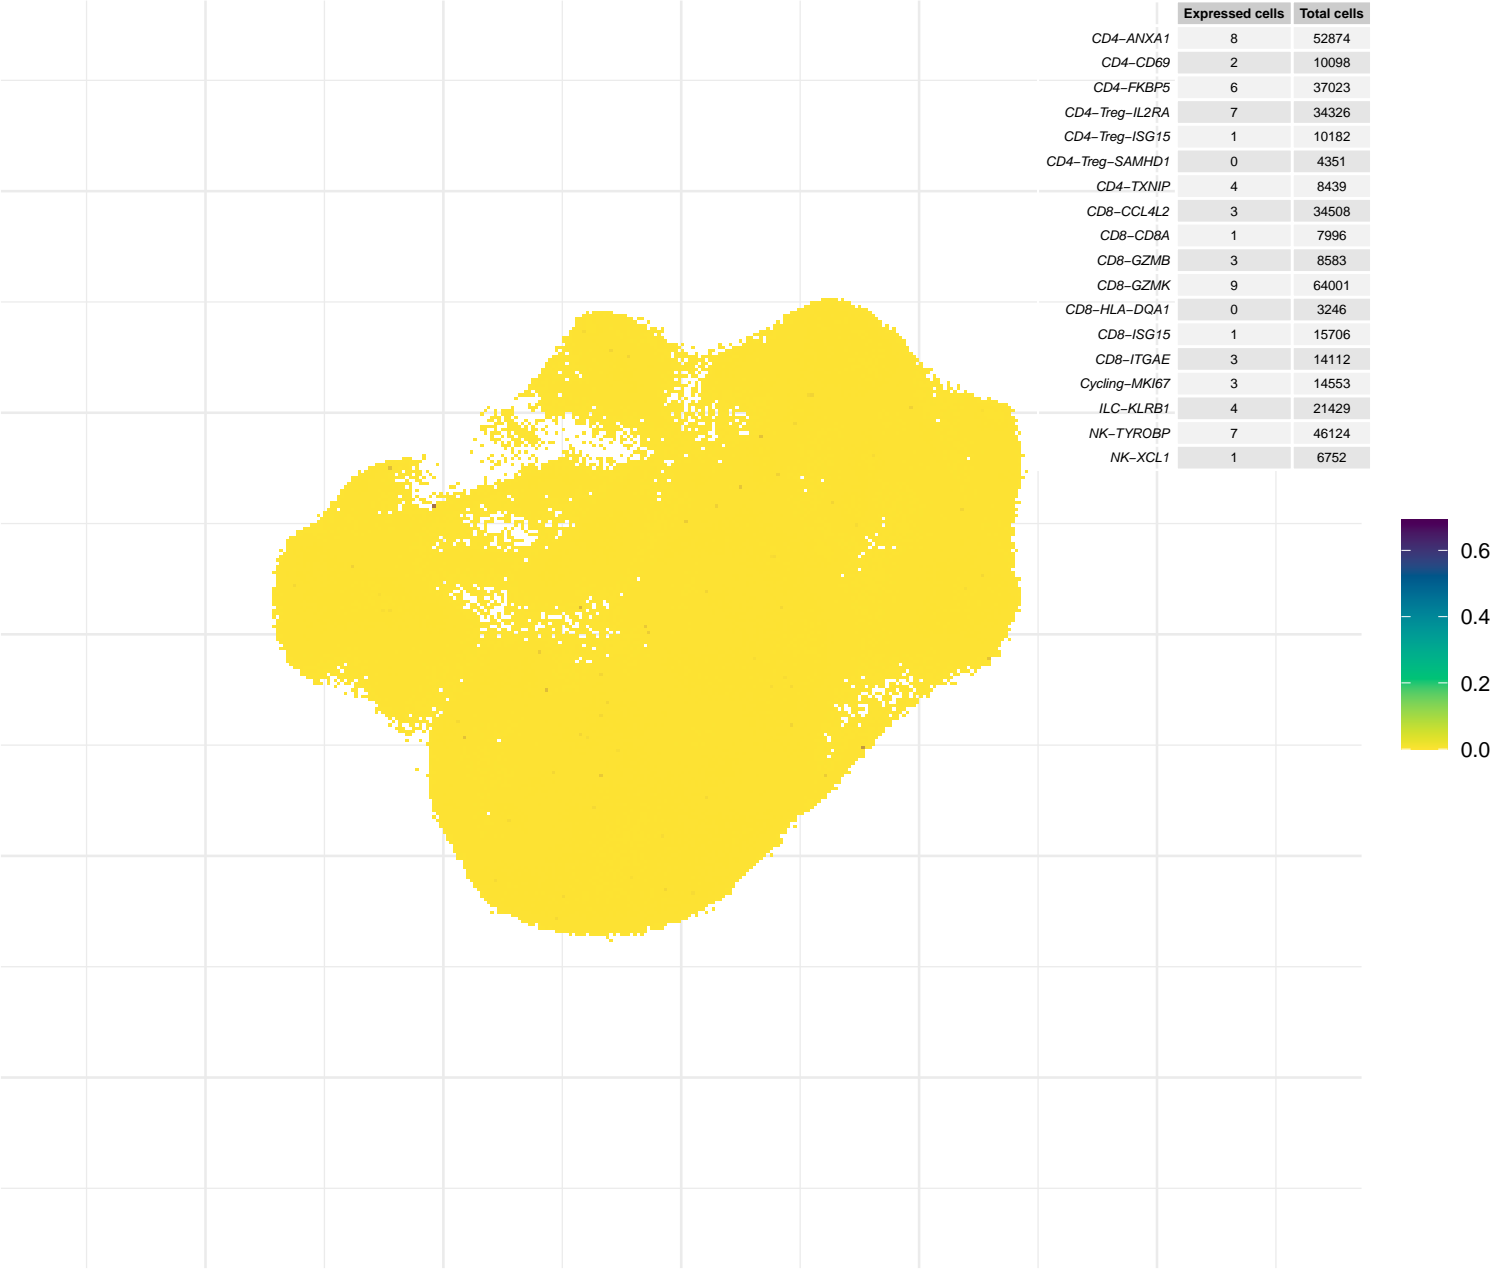 Expressed cells Total cells
CD4−ANXA1 8 52874
CD4−CD69 2 10098
CD4−FKBP5 6 37023
CD4−Treg−IL2RA 7 34326
CD4−Treg−ISG15 1 10182
CD4−Treg−SAMHD1 0 4351
CD4−TXNIP 4 8439
CD8−CCL4L2 3 34508
CD8−CD8A 1 7996
CD8−GZMB 3 8583
CD8−GZMK 9 64001
CD8−HLA−DQA1 0 3246
CD8−ISG15 1 15706
CD8−ITGAE 3 14112
Cycling−MKI67 3 14553
ILC−KLRB1 4 21429
NK−TYROBP 7 46124
NK−XCL1 1 6752
0.6
0.4
0.2
0.0